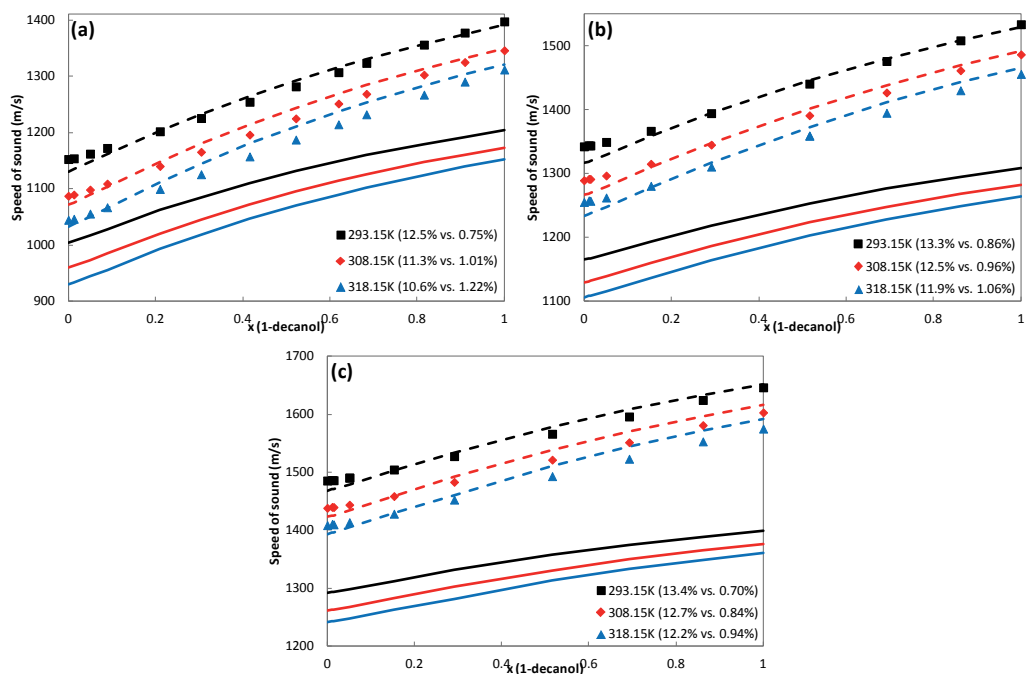 (a)
Speed of sound (m/s)
1400
1300
1200
1100
1000
900
293.15K (12.5% vs. 0.75%)
308.15K (11.3% vs. 1.01%)
318.15K (10.6% vs. 1.22%)
0 0.2 0.4 0.6 0.8 1
x (1-decanol)
(b)
Speed of sound (m/s)
1500
1400
1300
1200
1100
293.15K (13.3% vs. 0.86%)
308.15K (12.5% vs. 0.96%)
318.15K (11.9% vs. 1.06%)
0 0.2 0.4 0.6 0.8 1
x (1-decanol)
(c)
Speed of sound (m/s)
1700
1600
1500
1400
1300
1200
293.15K (13.4% vs. 0.70%)
308.15K (12.7% vs. 0.84%)
318.15K (12.2% vs. 0.94%)
0 0.2 0.4 0.6 0.8 1
x (1-decanol)